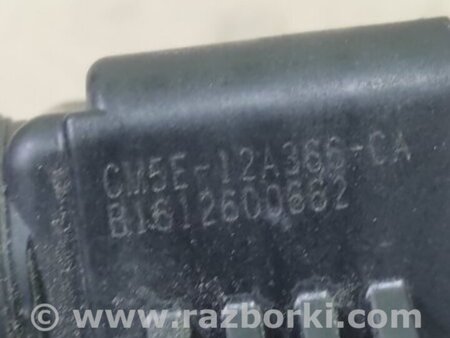 CM5E-12A366-CA
B1612600662
© - www.razborki.com -